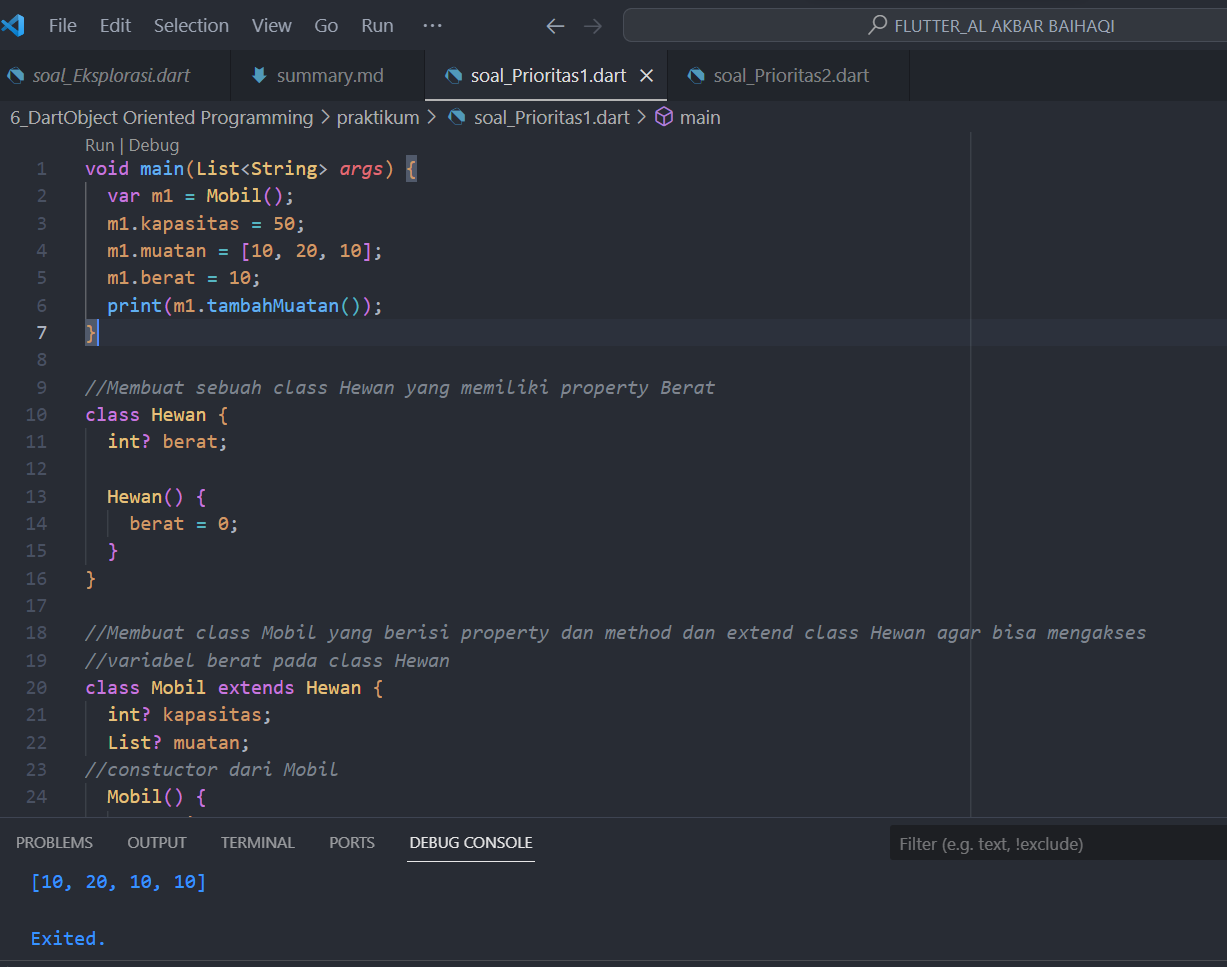 File Edit Selection View Go Run ··· FLUTTER_AL AKBAR BAIHAQI
soal_Eksplorasi.dart summary.md soal_Prioritas1.dart soal_Prioritas2.dart
6_DartObject Oriented Programming > praktikum > soal_Prioritas1.dart > main
Run | Debug
1 void main(List<String> args) {
2 var m1 = Mobil();
3 m1.kapasitas = 50;
4 m1.muatan = [10, 20, 10];
5 m1.berat = 10;
6 print(m1.tambahMuatan());
7 }
8
9 //Membuat sebuah class Hewan yang memiliki property Berat
10 class Hewan {
11 int? berat;
12
13 Hewan() {
14 berat = 0;
15 }
16 }
17
18 //Membuat class Mobil yang berisi property dan method dan extend class Hewan agar bisa mengakses
19 //variabel berat pada class Hewan
20 class Mobil extends Hewan {
21 int? kapasitas;
22 List? muatan;
23 //constuctor dari Mobil
24 Mobil() {
PROBLEMS OUTPUT TERMINAL PORTS DEBUG CONSOLE Filter (e.g. text, !exclude)
[10, 20, 10, 10]
Exited.